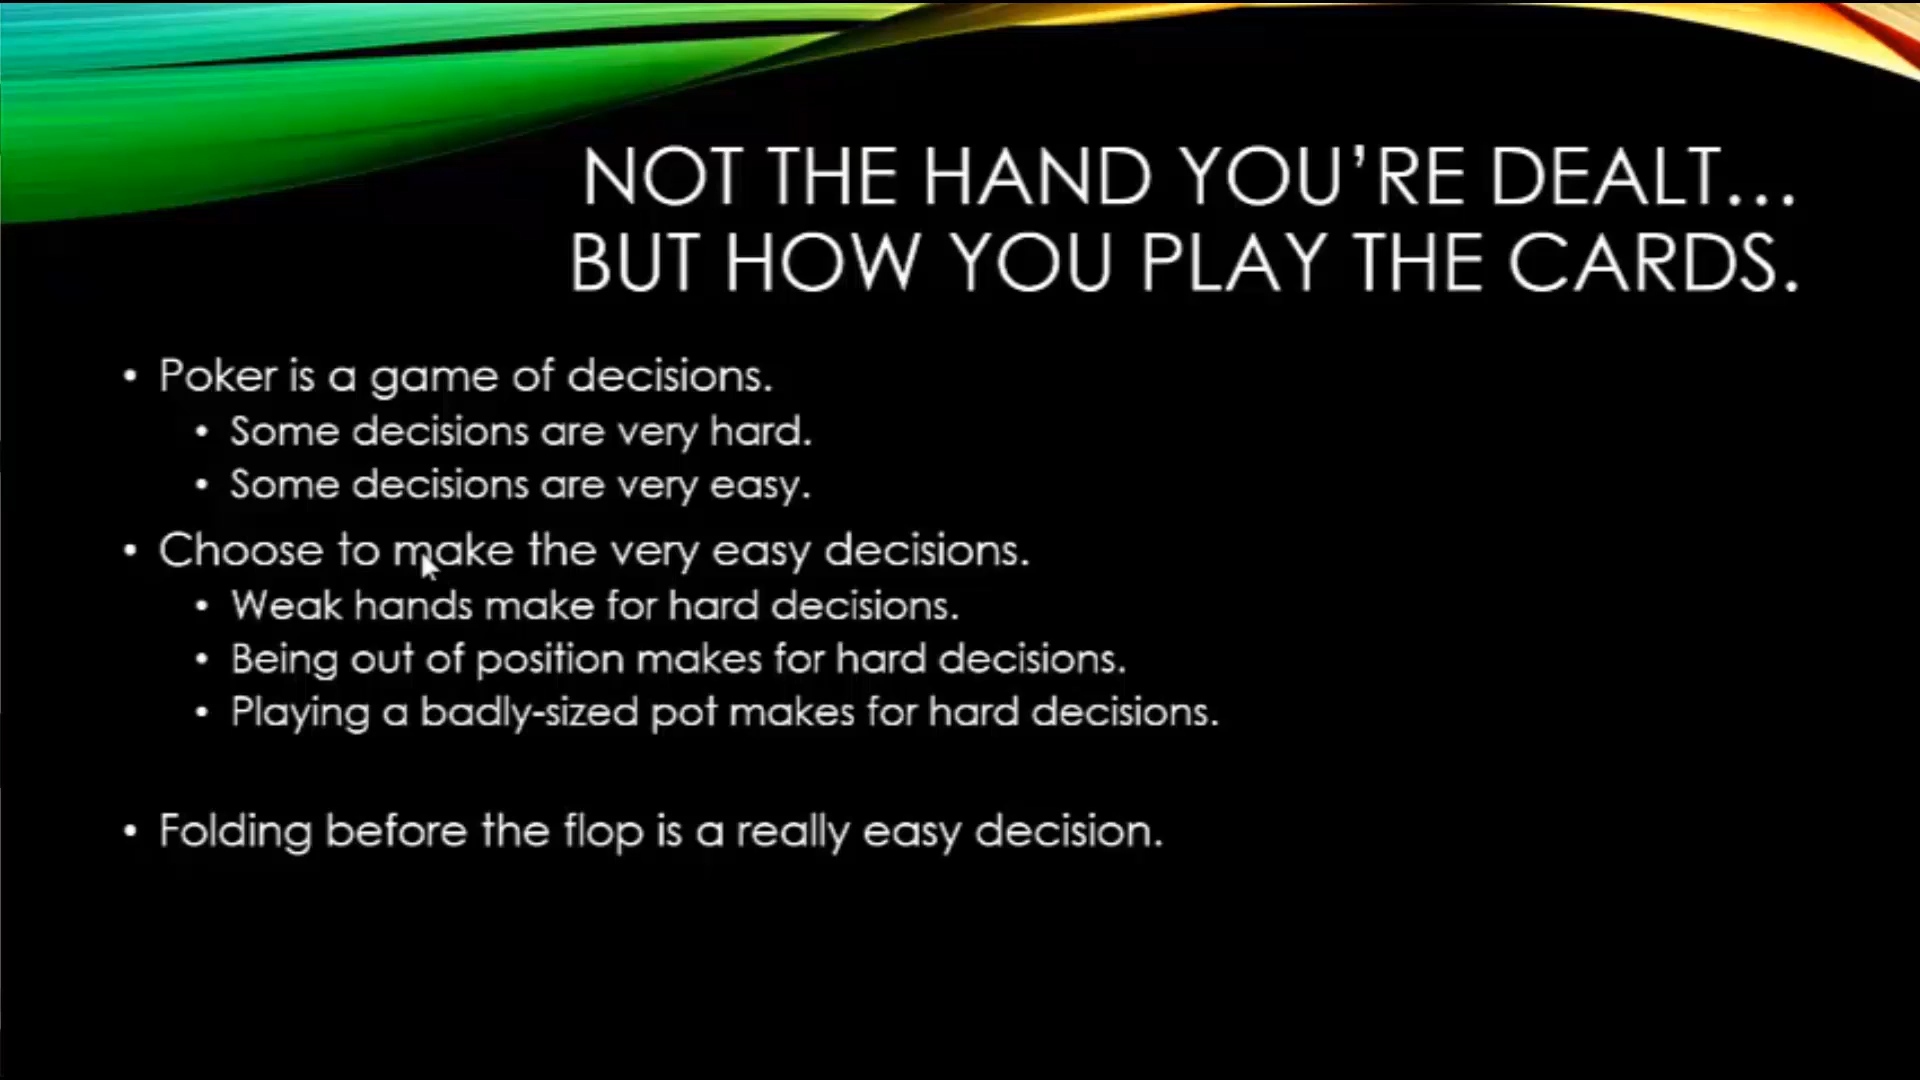 NOT THE HAND YOU'RE DEALT...
BUT HOW YOU PLAY THE CARDS.
• Poker is a game of decisions.
• Some decisions are very hard.
• Some decisions are very easy.
• Choose to make the very easy decisions.
• Weak hands make for hard decisions.
• Being out of position makes for hard decisions.
• Playing a badly-sized pot makes for hard decisions.
• Folding before the flop is a really easy decision.